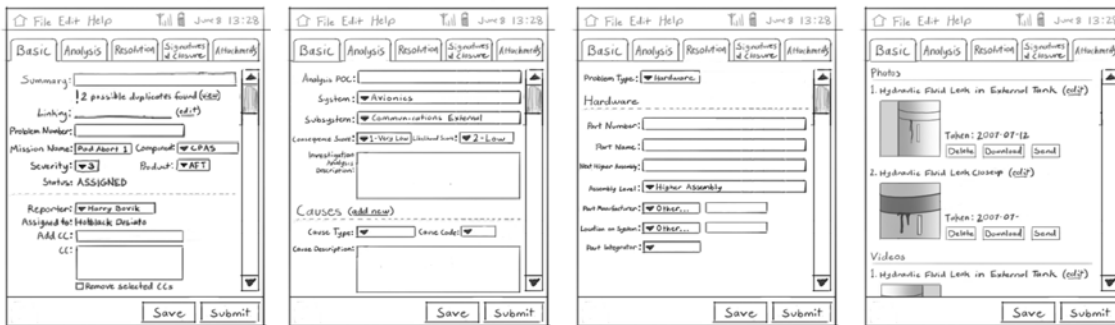 File Edit Help June 8 13:28
Basic Analysis Resolution Signatures & Closure Attachments
Summary:
! 2 possible duplicates found (view)
Linking: (edit)
Problem Number:
Mission Name: Pad Abort 1 Component: CPAS
Severity: 3 Product: AFT
Status: ASSIGNED
Reporter: Harry Bovik
Assigned to: Hotblack Desiato
Add CC:
CC:
Remove selected CCs
Save Submit
File Edit Help June 8 13:28
Basic Analysis Resolution Signatures & Closure Attachments
Analysis POC:
System: Avionics
Subsystem: Communications External
Consequence Score: 1-Very Low Likelihood Score: 2-Low
Investigation
Analysis
Description:
Causes (add new)
Cause Type: Cause Code:
Cause Description:
Save Submit
File Edit Help June 8 13:28
Basic Analysis Resolution Signatures & Closure Attachments
Problem Type: Hardware
Hardware
Part Number:
Part Name:
Next Higher Assembly:
Assembly Level: Higher Assembly
Part Manufacturer: Other...
Location or System: Other...
Part Integrator:
Save Submit
File Edit Help June 8 13:28
Basic Analysis Resolution Signatures & Closure Attachments
Photos
1. Hydraulic Fluid Leak in External Tank (edit)
Taken: 2007-07-12
Delete Download Send
2. Hydraulic Fluid Leak Closeup (edit)
Taken: 2007-07-
Delete Download Send
Videos
1. Hydraulic Fluid Leak in External Tank (edit)
Save Submit